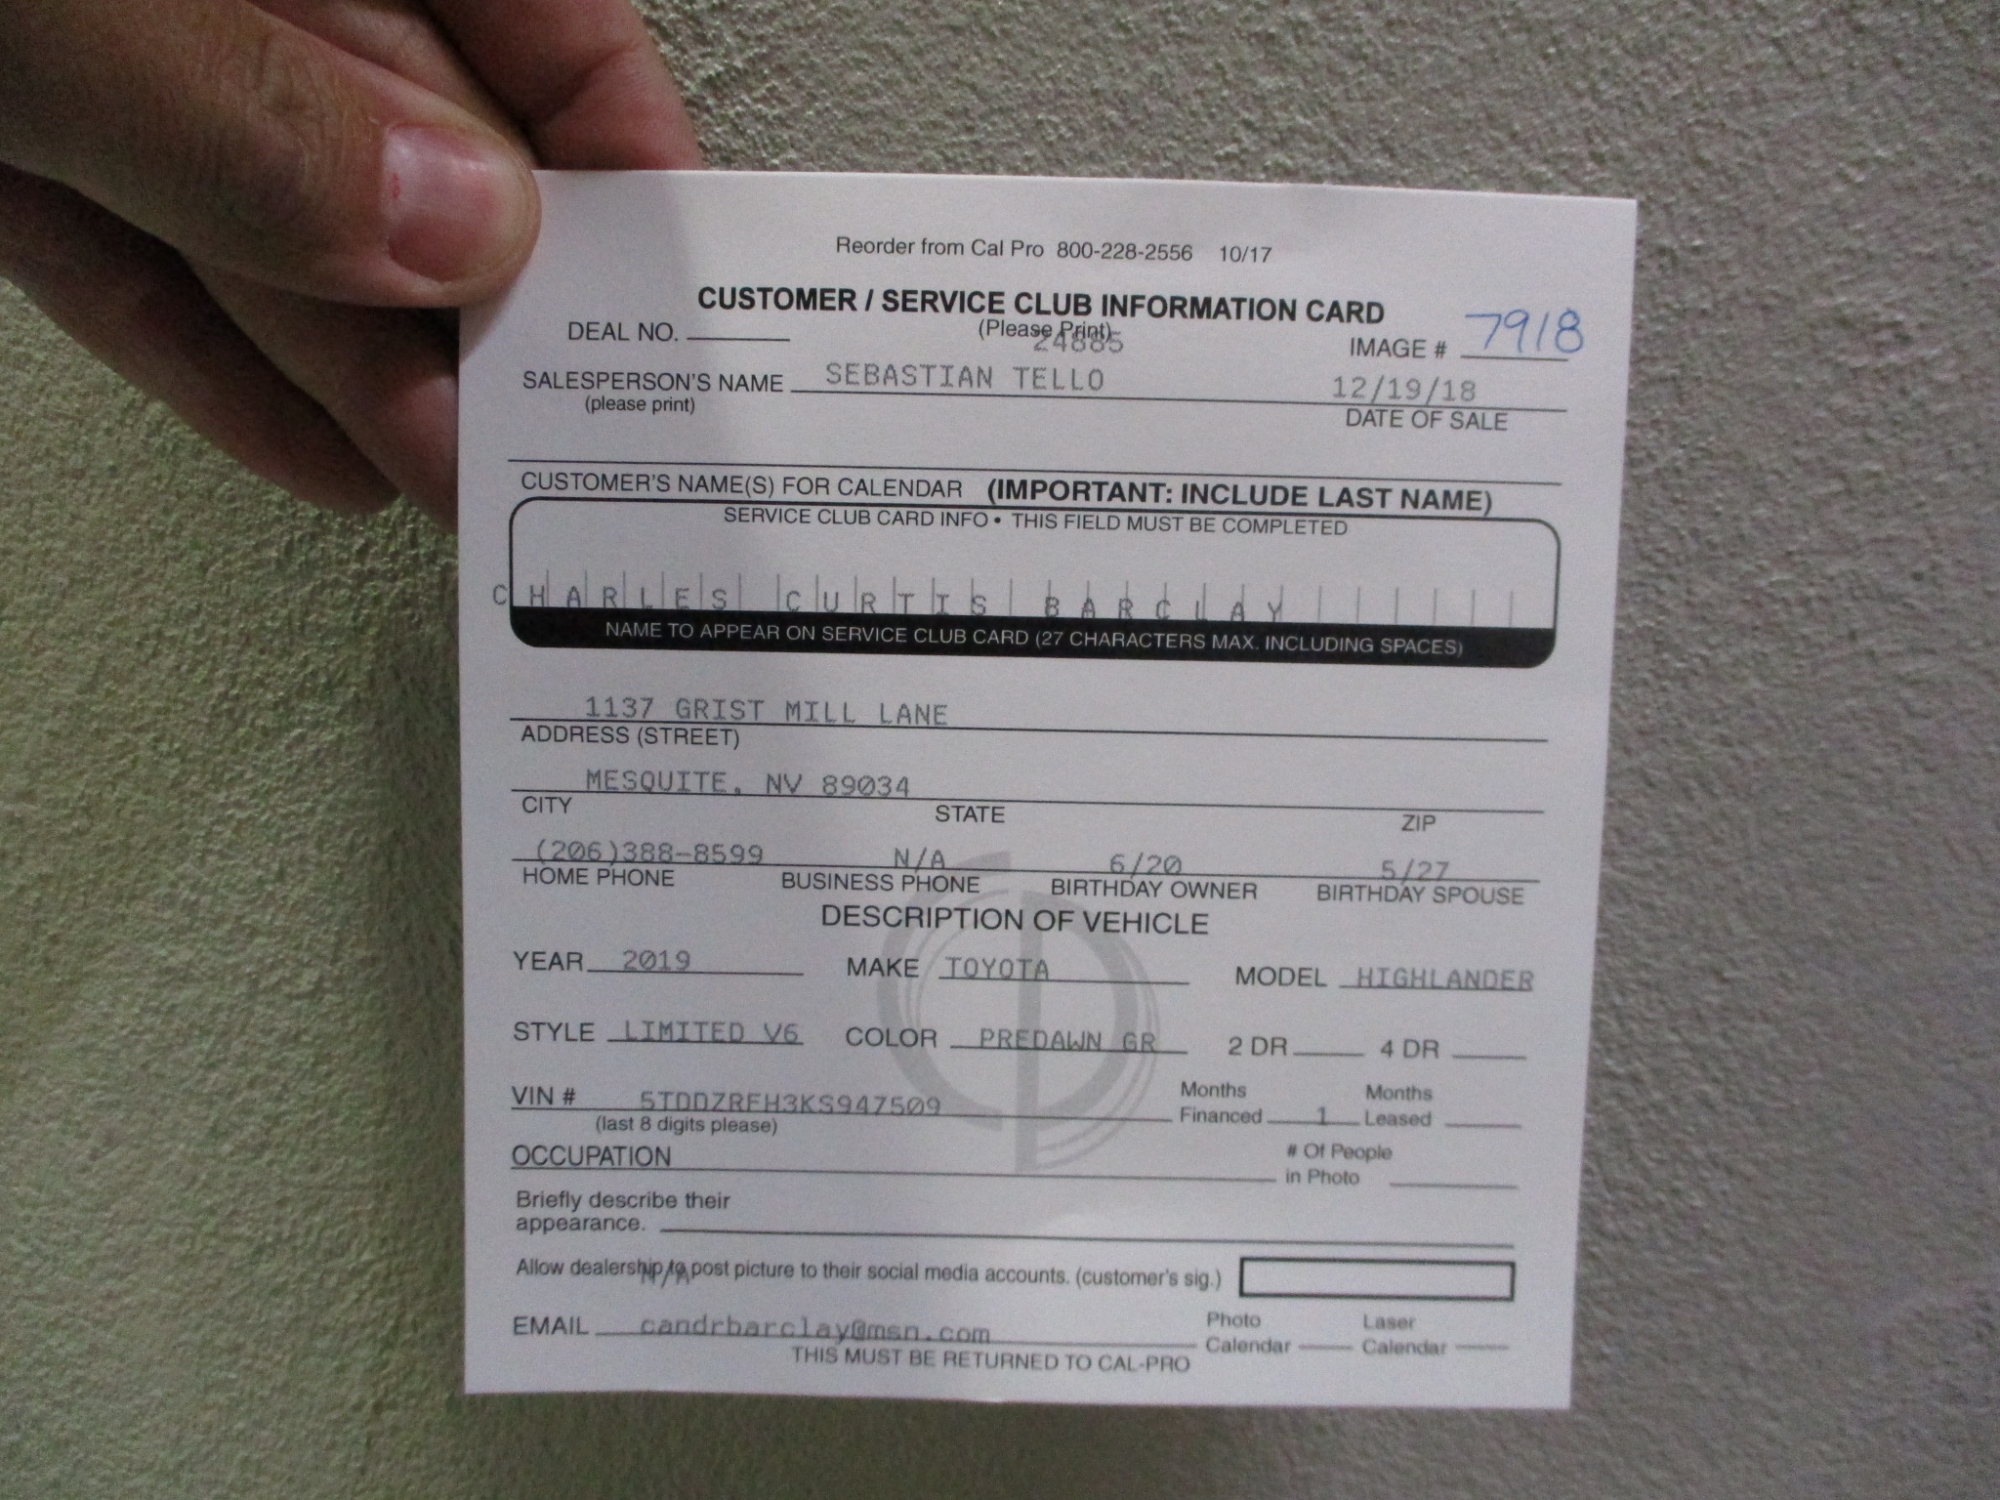 Reorder from Cal Pro 800-228-2556 10/17
CUSTOMER / SERVICE CLUB INFORMATION CARD
(Please Print)
DEAL NO. 24885 IMAGE # 7918
SALESPERSON'S NAME SEBASTIAN TELLO 12/19/18
(please print) DATE OF SALE
CUSTOMER'S NAME(S) FOR CALENDAR (IMPORTANT: INCLUDE LAST NAME)
SERVICE CLUB CARD INFO • THIS FIELD MUST BE COMPLETED
CHARLES CURTIS BARCLAY
NAME TO APPEAR ON SERVICE CLUB CARD (27 CHARACTERS MAX. INCLUDING SPACES)
1137 GRIST MILL LANE
ADDRESS (STREET)
MESQUITE, NV 89034
CITY STATE ZIP
(206)388-8599 N/A 6/20 5/27
HOME PHONE BUSINESS PHONE BIRTHDAY OWNER BIRTHDAY SPOUSE
DESCRIPTION OF VEHICLE
YEAR 2019 MAKE TOYOTA MODEL HIGHLANDER
STYLE LIMITED V6 COLOR PREDAWN GR 2 DR 4 DR
VIN # 5TDDZRFH3KS947509 Months Financed 1 Months Leased
(last 8 digits please)
OCCUPATION # Of People in Photo
Briefly describe their
appearance.
Allow dealership to post picture to their social media accounts. (customer's sig.)
N/A
EMAIL candrbarclay@msn.com Photo Calendar Laser Calendar
THIS MUST BE RETURNED TO CAL-PRO